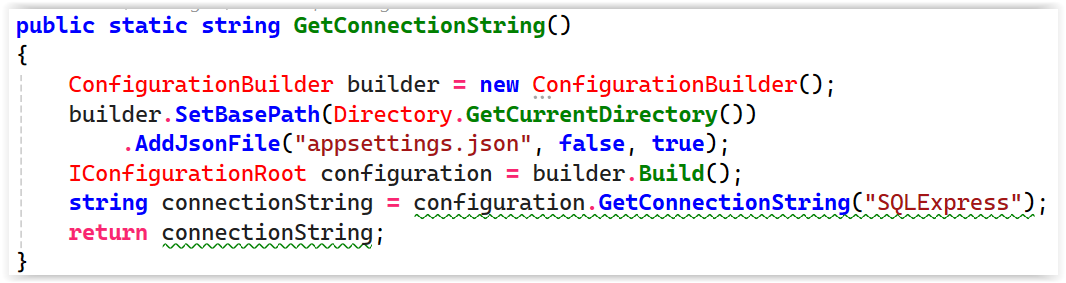 public static string GetConnectionString()
{
    ConfigurationBuilder builder = new ConfigurationBuilder();
    builder.SetBasePath(Directory.GetCurrentDirectory())
        .AddJsonFile("appsettings.json", false, true);
    IConfigurationRoot configuration = builder.Build();
    string connectionString = configuration.GetConnectionString("SQLExpress");
    return connectionString;
}